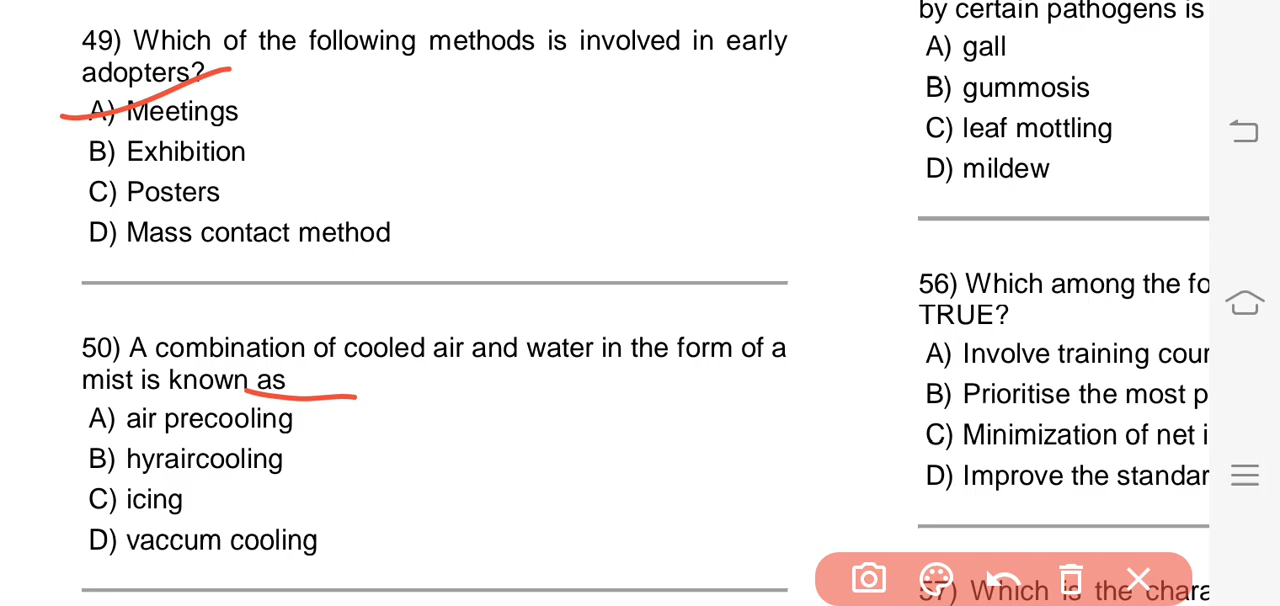 49) Which of the following methods is involved in early
adopters?
A) Meetings
B) Exhibition
C) Posters
D) Mass contact method
50) A combination of cooled air and water in the form of a
mist is known as
A) air precooling
B) hyraircooling
C) icing
D) vaccum cooling
by certain pathogens is
A) gall
B) gummosis
C) leaf mottling
D) mildew
56) Which among the fo
TRUE?
A) Involve training cour
B) Prioritise the most p
C) Minimization of net i
D) Improve the standar
57) Which is the chara